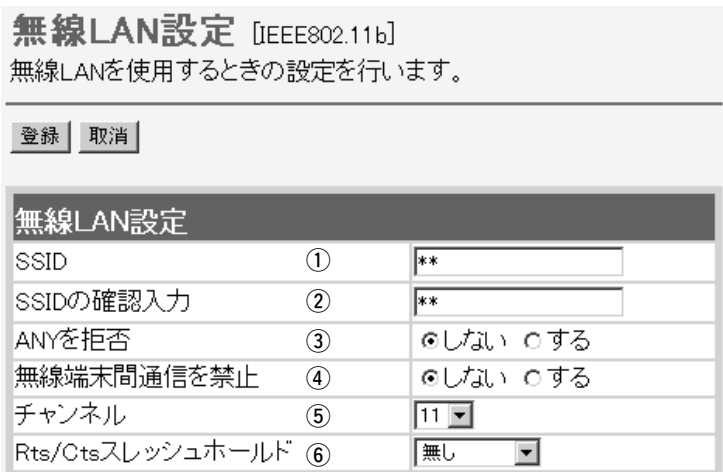 無線LAN設定 [IEEE802.11b]
無線LANを使用するときの設定を行います。
登録 取消
無線LAN設定
SSID ① **
SSIDの確認入力 ② **
ANYを拒否 ③ しない する
無線端末間通信を禁止 ④ しない する
チャンネル ⑤ 11
Rts/Ctsスレッシュホールド ⑥ 無し